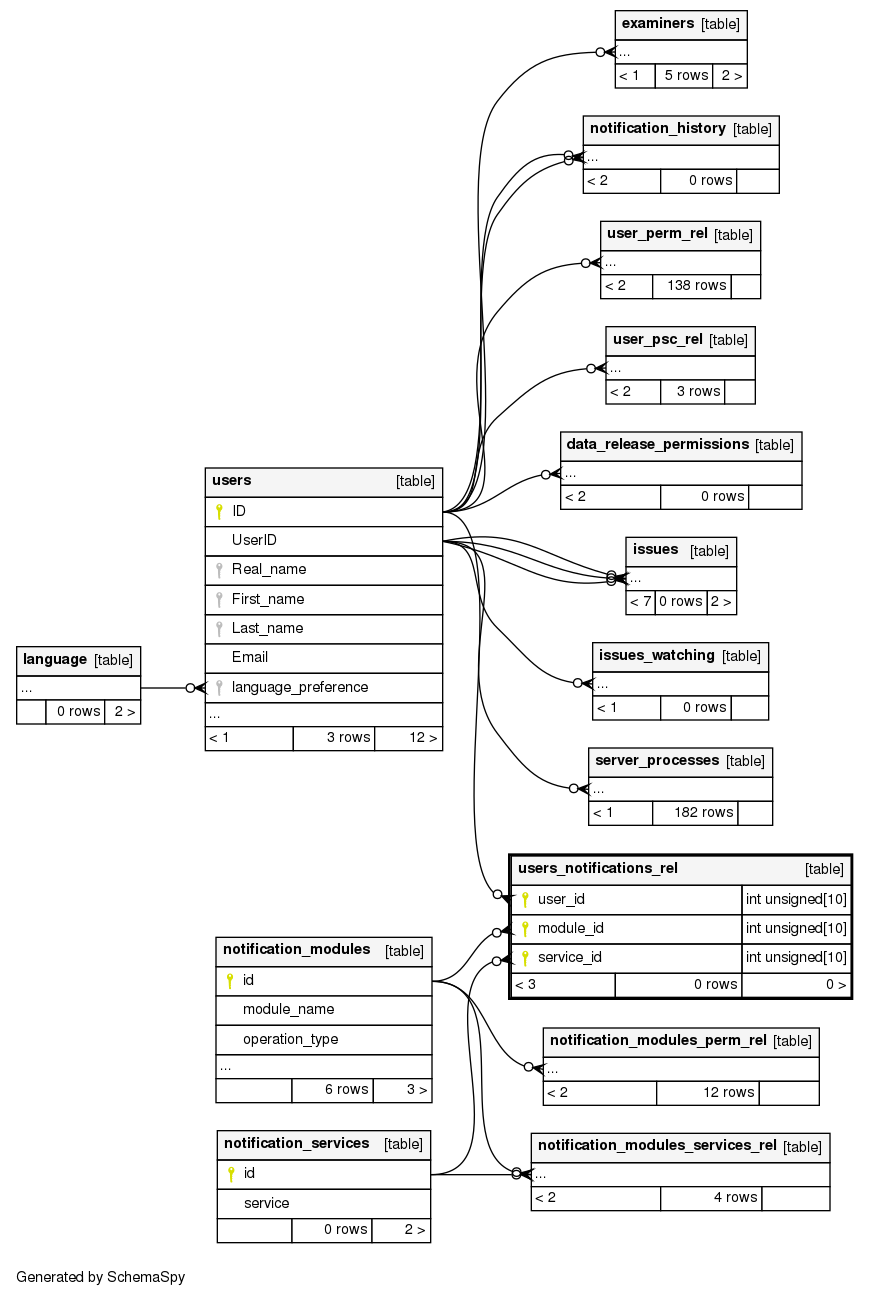 examiners [table]
...
< 1 5 rows 2 >
notification_history [table]
...
< 2 0 rows
user_perm_rel [table]
...
< 2 138 rows
user_psc_rel [table]
...
< 2 3 rows
data_release_permissions [table]
...
< 2 0 rows
users [table]
ID
UserID
Real_name
First_name
Last_name
Email
language_preference
...
< 1 3 rows 12 >
issues [table]
...
< 7 0 rows 2 >
language [table]
...
0 rows 2 >
issues_watching [table]
...
< 1 0 rows
server_processes [table]
...
< 1 182 rows
users_notifications_rel [table]
user_id int unsigned[10]
module_id int unsigned[10]
service_id int unsigned[10]
< 3 0 rows 0 >
notification_modules [table]
id
module_name
operation_type
...
6 rows 3 >
notification_modules_perm_rel [table]
...
< 2 12 rows
notification_services [table]
id
service
0 rows 2 >
notification_modules_services_rel [table]
...
< 2 4 rows
Generated by SchemaSpy